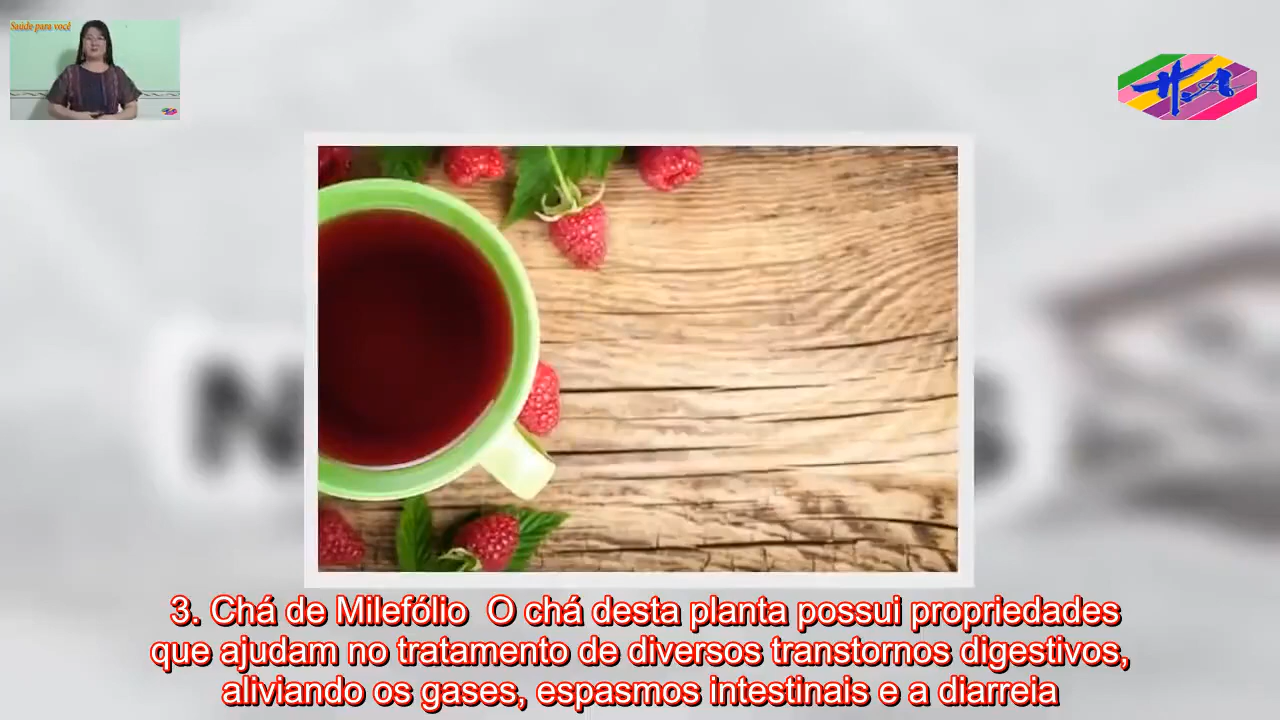 Saúde para você
H.A
3. Chá de Milefólio  O chá desta planta possui propriedades
que ajudam no tratamento de diversos transtornos digestivos,
aliviando os gases, espasmos intestinais e a diarreia